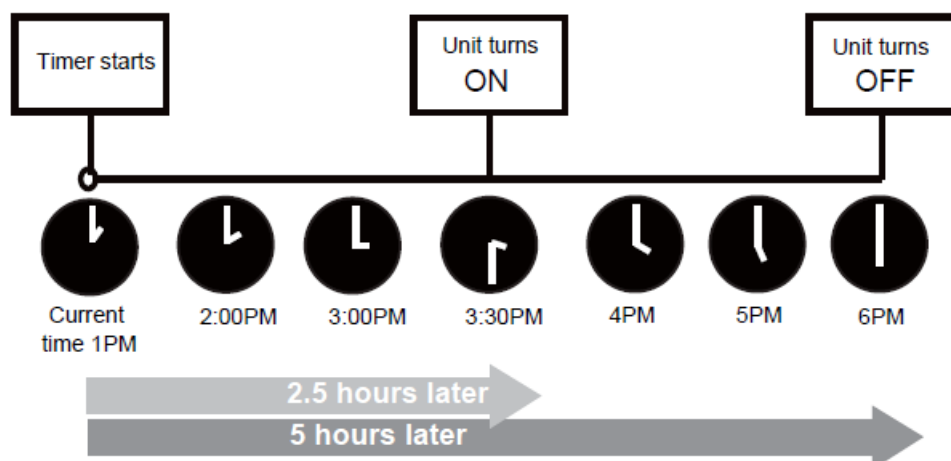 Timer starts
Unit turns
ON
Unit turns
OFF
Current
time 1PM
2:00PM
3:00PM
3:30PM
4PM
5PM
6PM
2.5 hours later
5 hours later